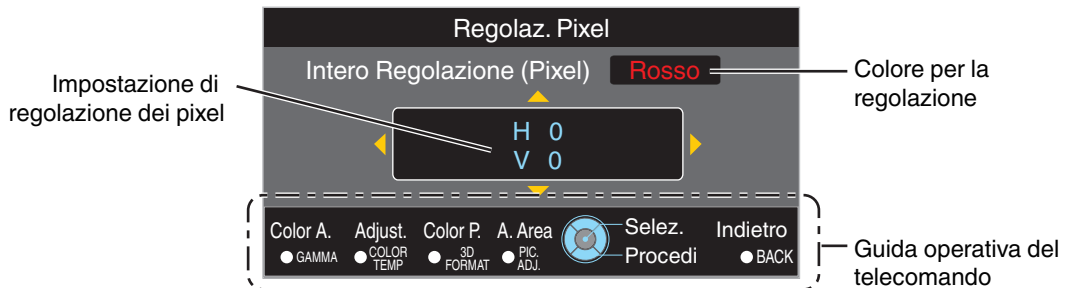 Regolaz. Pixel
Intero Regolazione (Pixel) Rosso
Impostazione di
regolazione dei pixel
Colore per la
regolazione
H 0
V 0
Color A. Adjust. Color P. A. Area Selez. Indietro
GAMMA COLOR TEMP 3D FORMAT PIC. ADJ. Procedi BACK
Guida operativa del
telecomando